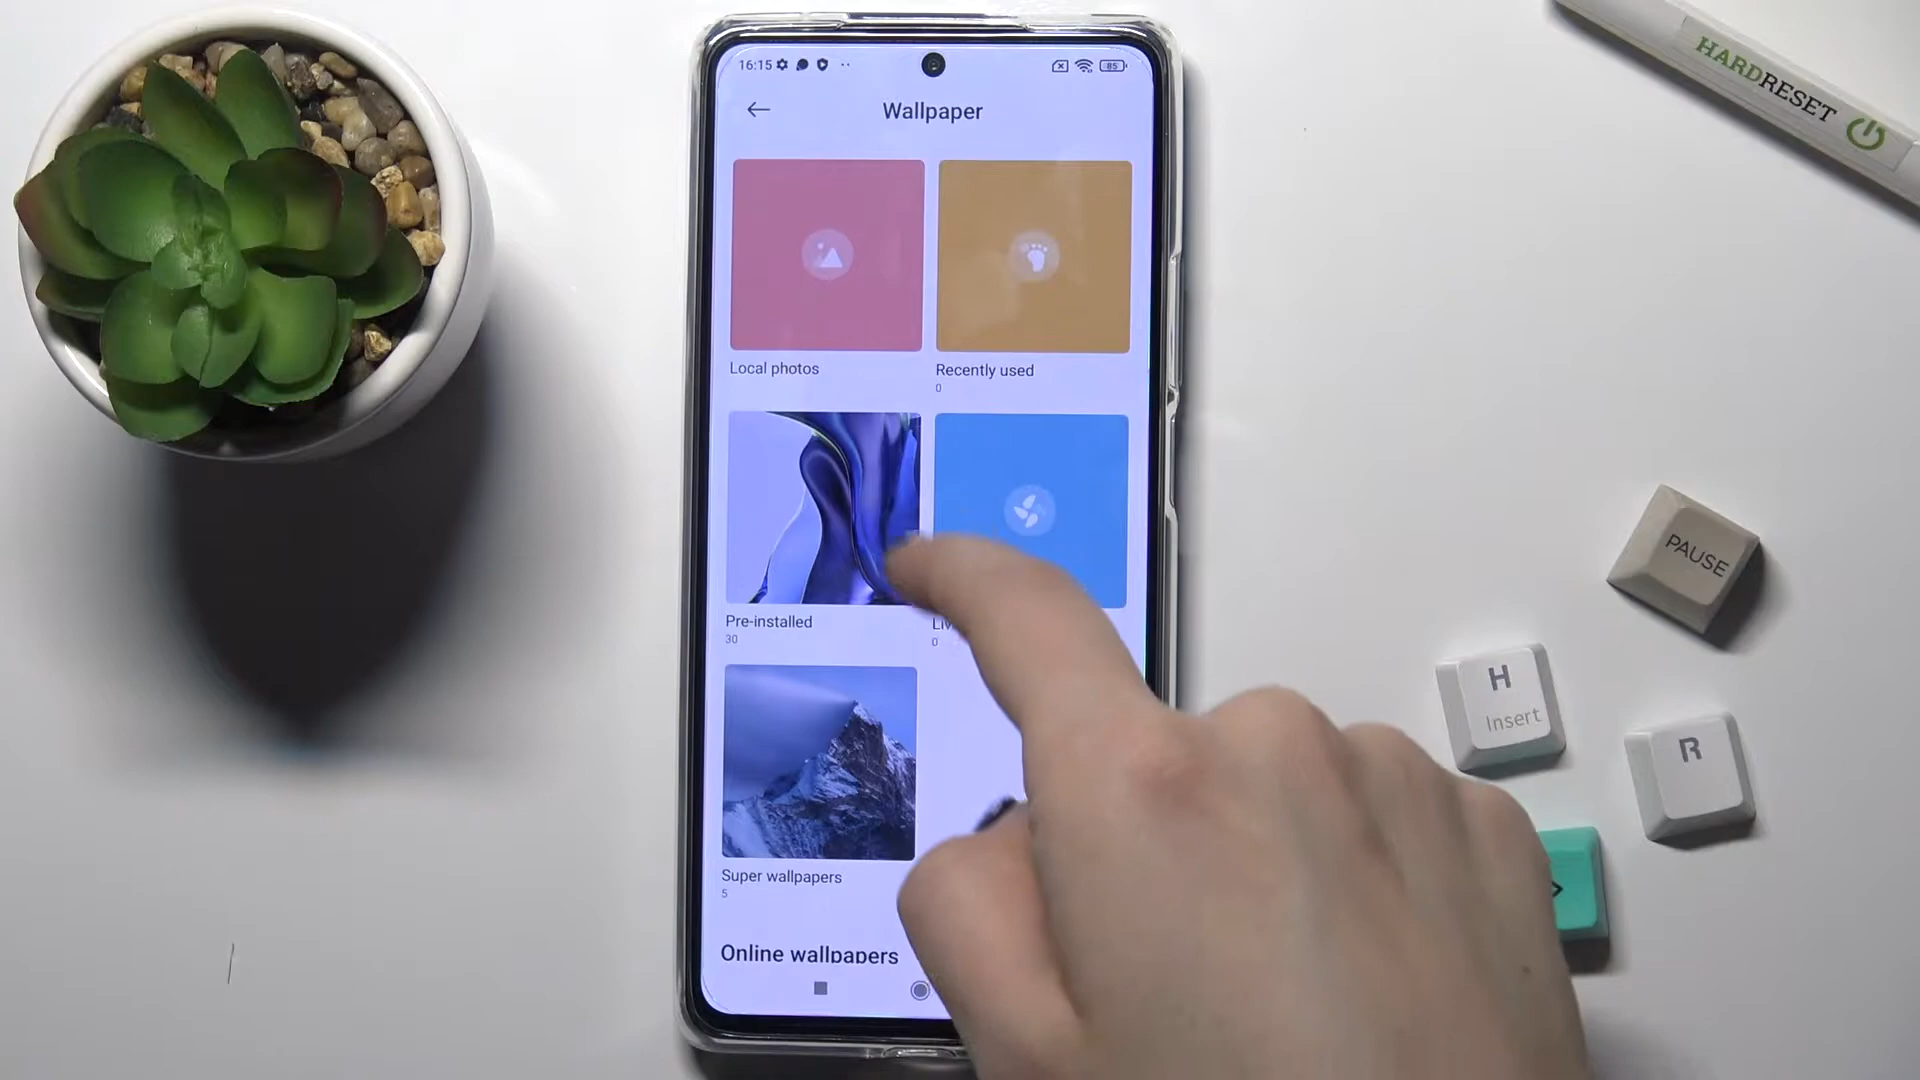 16:15
85
Wallpaper
Local photos
Recently used
0
Pre-installed
30
0
Super wallpapers
5
Online wallpapers
HARDRESET
PAUSE
H
Insert
R